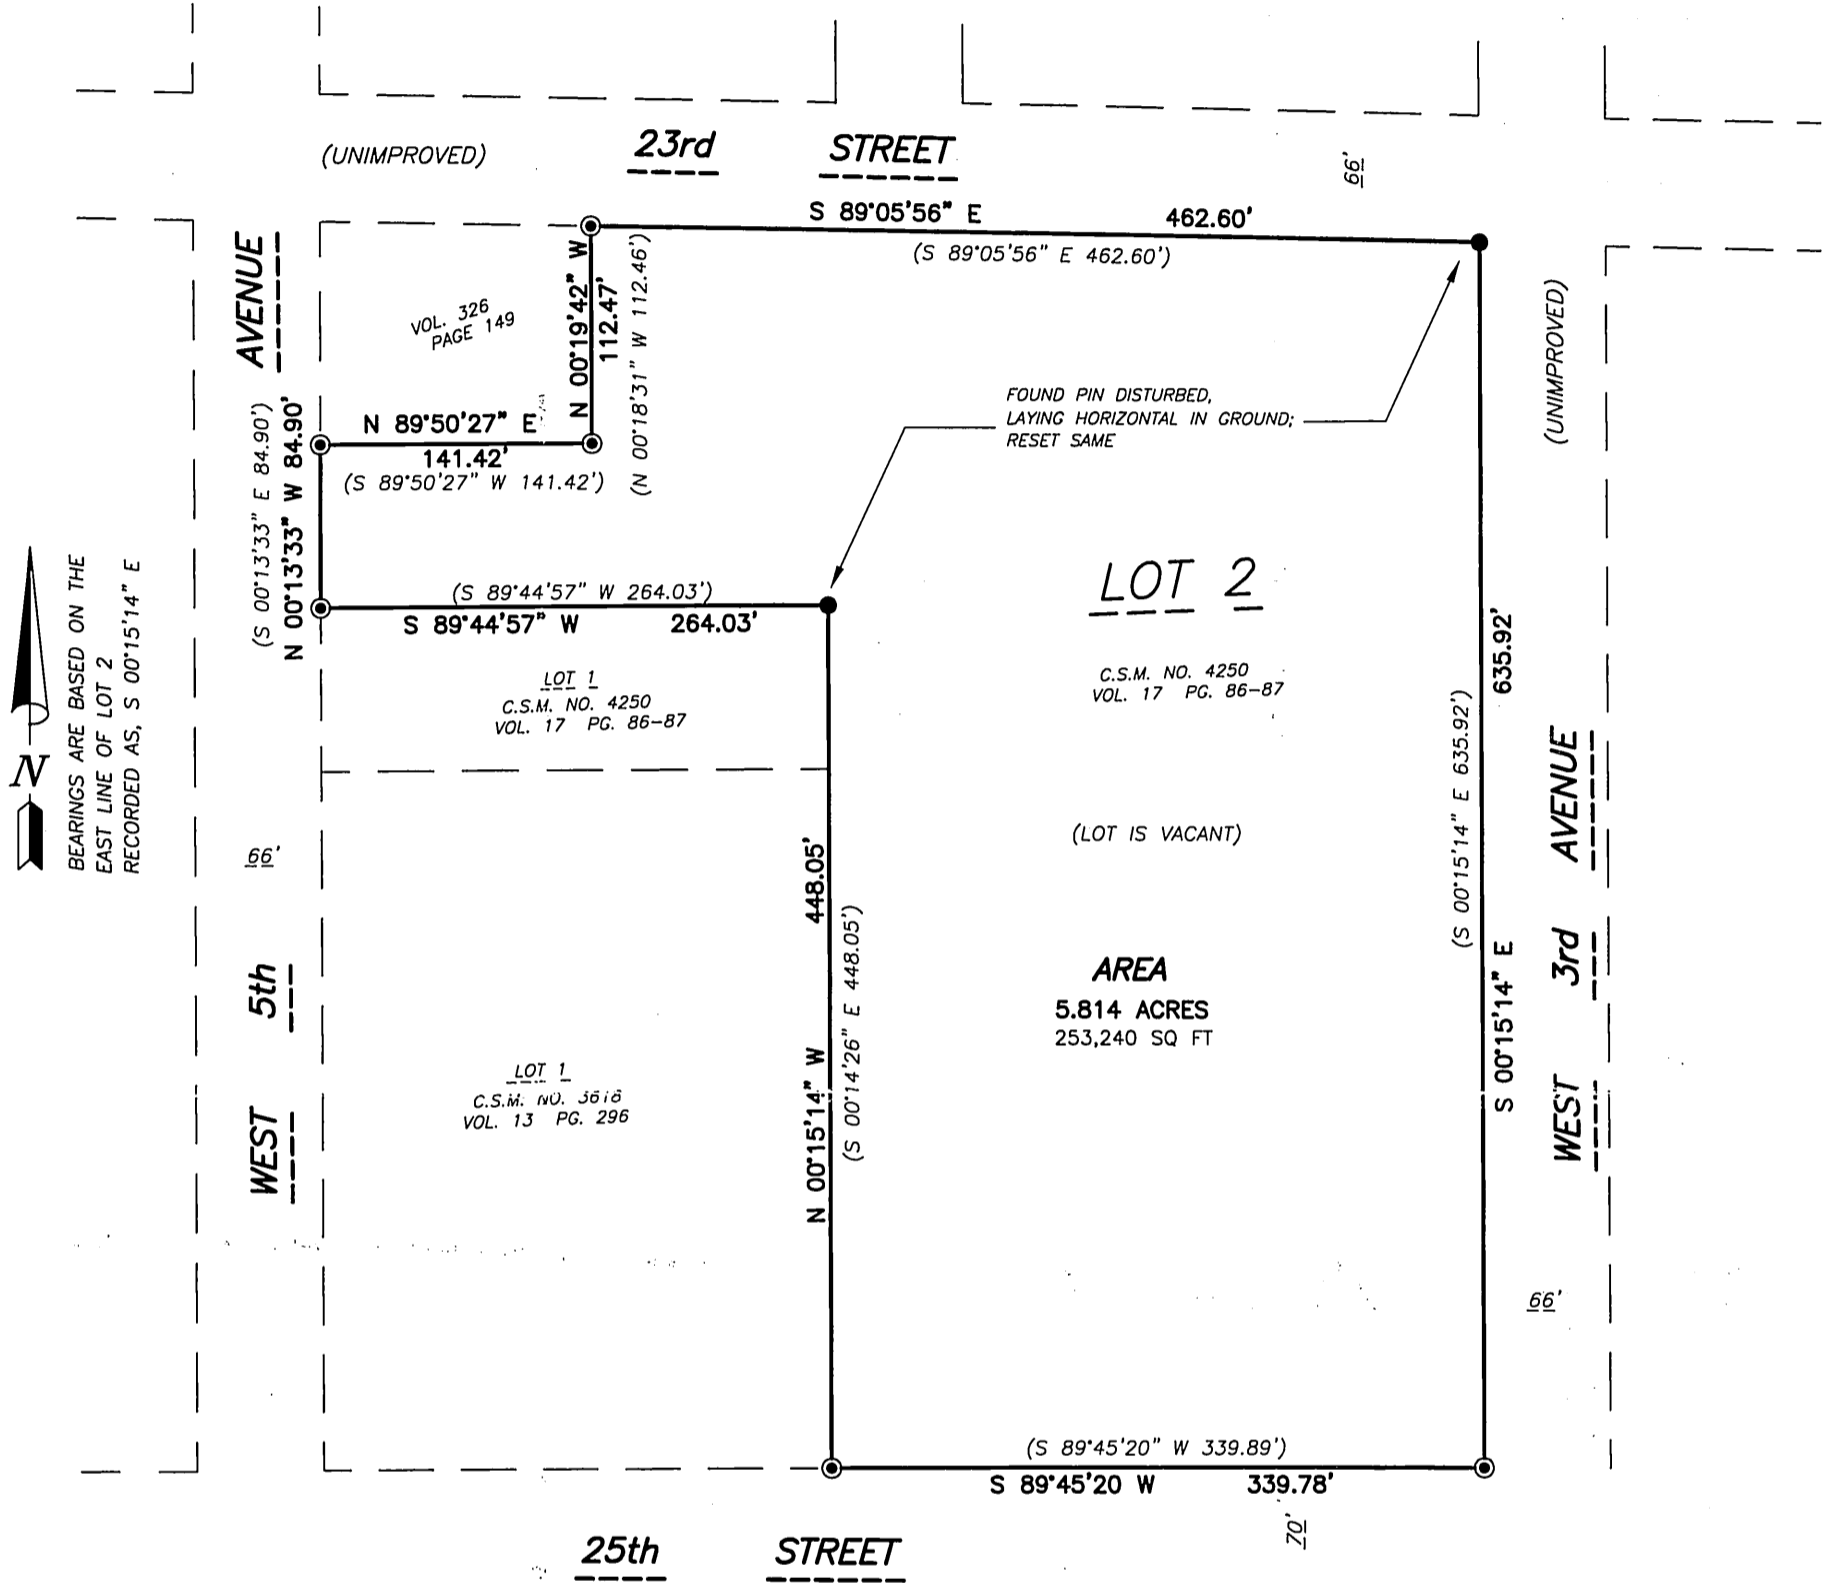 23rd STREET
(UNIMPROVED)
66'
S 89°05'56" E 462.60'
(S 89°05'56" E 462.60')
AVENUE
VOL. 326
PAGE 149
N 00°19'42" W
112.47'
(N 00°18'31" W 112.46')
(UNIMPROVED)
FOUND PIN DISTURBED,
LAYING HORIZONTAL IN GROUND;
RESET SAME
N 89°50'27" E
141.42'
(S 89°50'27" W 141.42')
(S 00°13'33" E 84.90')
N 00°13'33" W 84.90'
(S 89°44'57" W 264.03')
S 89°44'57" W 264.03'
LOT 2
C.S.M. NO. 4250
VOL. 17 PG. 86-87
LOT 1
C.S.M. NO. 4250
VOL. 17 PG. 86-87
635.92'
(S 00°15'14" E 635.92')
S 00°15'14" E
N
BEARINGS ARE BASED ON THE
EAST LINE OF LOT 2
RECORDED AS, S 00°15'14" E
66'
(LOT IS VACANT)
448.05'
N 00°15'14" W
(S 00°14'26" E 448.05')
AREA
5.814 ACRES
253,240 SQ FT
WEST 5th
WEST 3rd AVENUE
LOT 1
C.S.M. NO. 3618
VOL. 13 PG. 296
66'
(S 89°45'20" W 339.89')
S 89°45'20 W 339.78'
70'
25th STREET